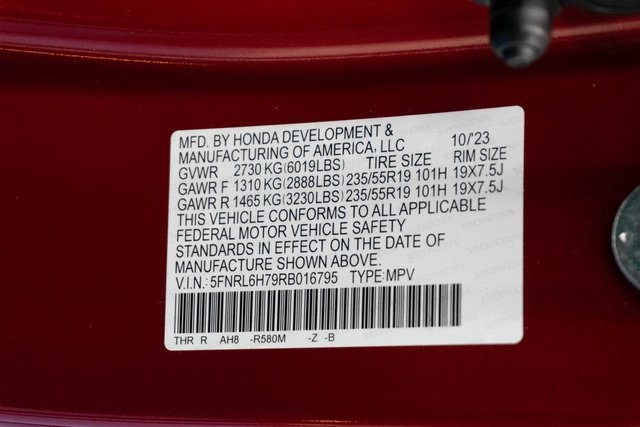 MFD. BY HONDA DEVELOPMENT &
MANUFACTURING OF AMERICA, LLC 10/'23
GVWR 2730 KG(6019LBS) TIRE SIZE RIM SIZE
GAWR F 1310 KG(2888LBS) 235/55R19 101H 19X7.5J
GAWR R 1465 KG(3230LBS) 235/55R19 101H 19X7.5J
THIS VEHICLE CONFORMS TO ALL APPLICABLE
FEDERAL MOTOR VEHICLE SAFETY
STANDARDS IN EFFECT ON THE DATE OF
MANUFACTURE SHOWN ABOVE.
V.I.N.: 5FNRL6H79RB016795 TYPE:MPV
THR R AH8 -R580M -Z -B